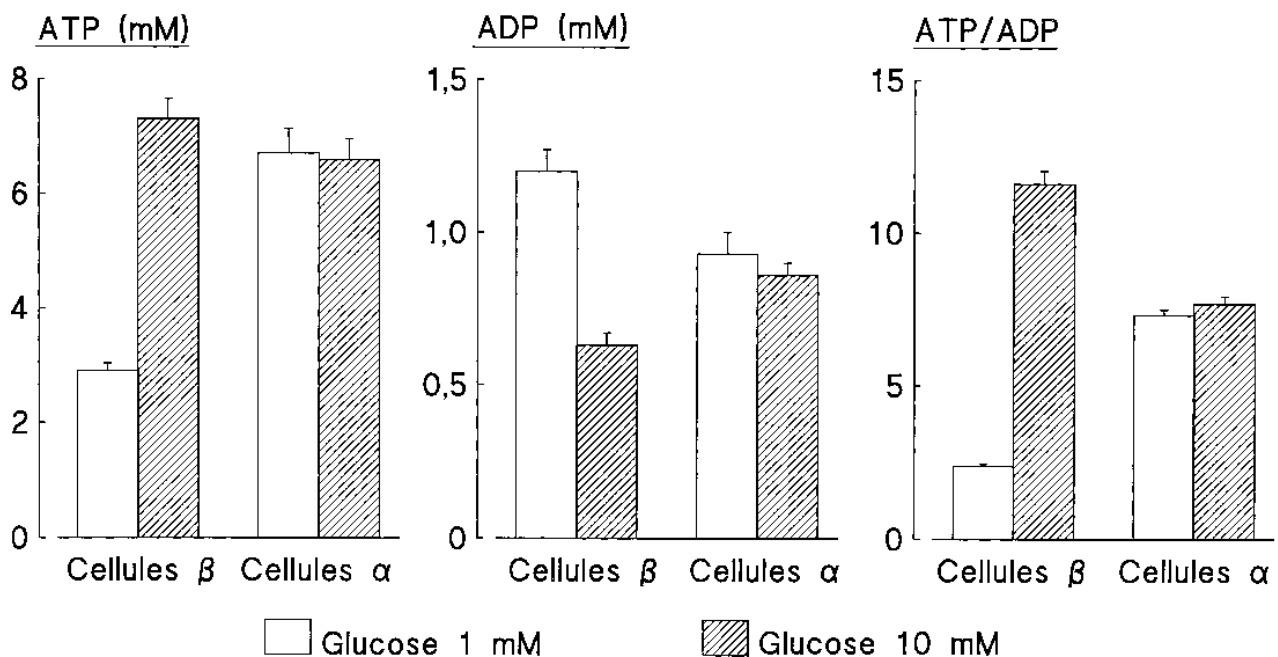 ATP (mM)
8
6
4
2
0
Cellules β Cellules α
ADP (mM)
1,5
1,0
0,5
0
Cellules β Cellules α
ATP/ADP
15
10
5
0
Cellules β Cellules α
Glucose 1 mM
Glucose 10 mM